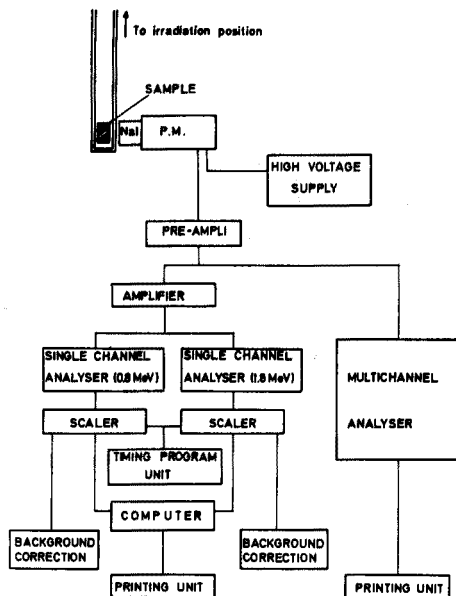 To irradiation position
SAMPLE
NaI P.M.
HIGH VOLTAGE
SUPPLY
PRE-AMPLI
AMPLIFIER
SINGLE CHANNEL
ANALYSER (0.8 MeV)
SINGLE CHANNEL
ANALYSER (1.8 MeV)
MULTICHANNEL
ANALYSER
SCALER
SCALER
TIMING PROGRAM
UNIT
COMPUTER
BACKGROUND
CORRECTION
BACKGROUND
CORRECTION
PRINTING UNIT
PRINTING UNIT